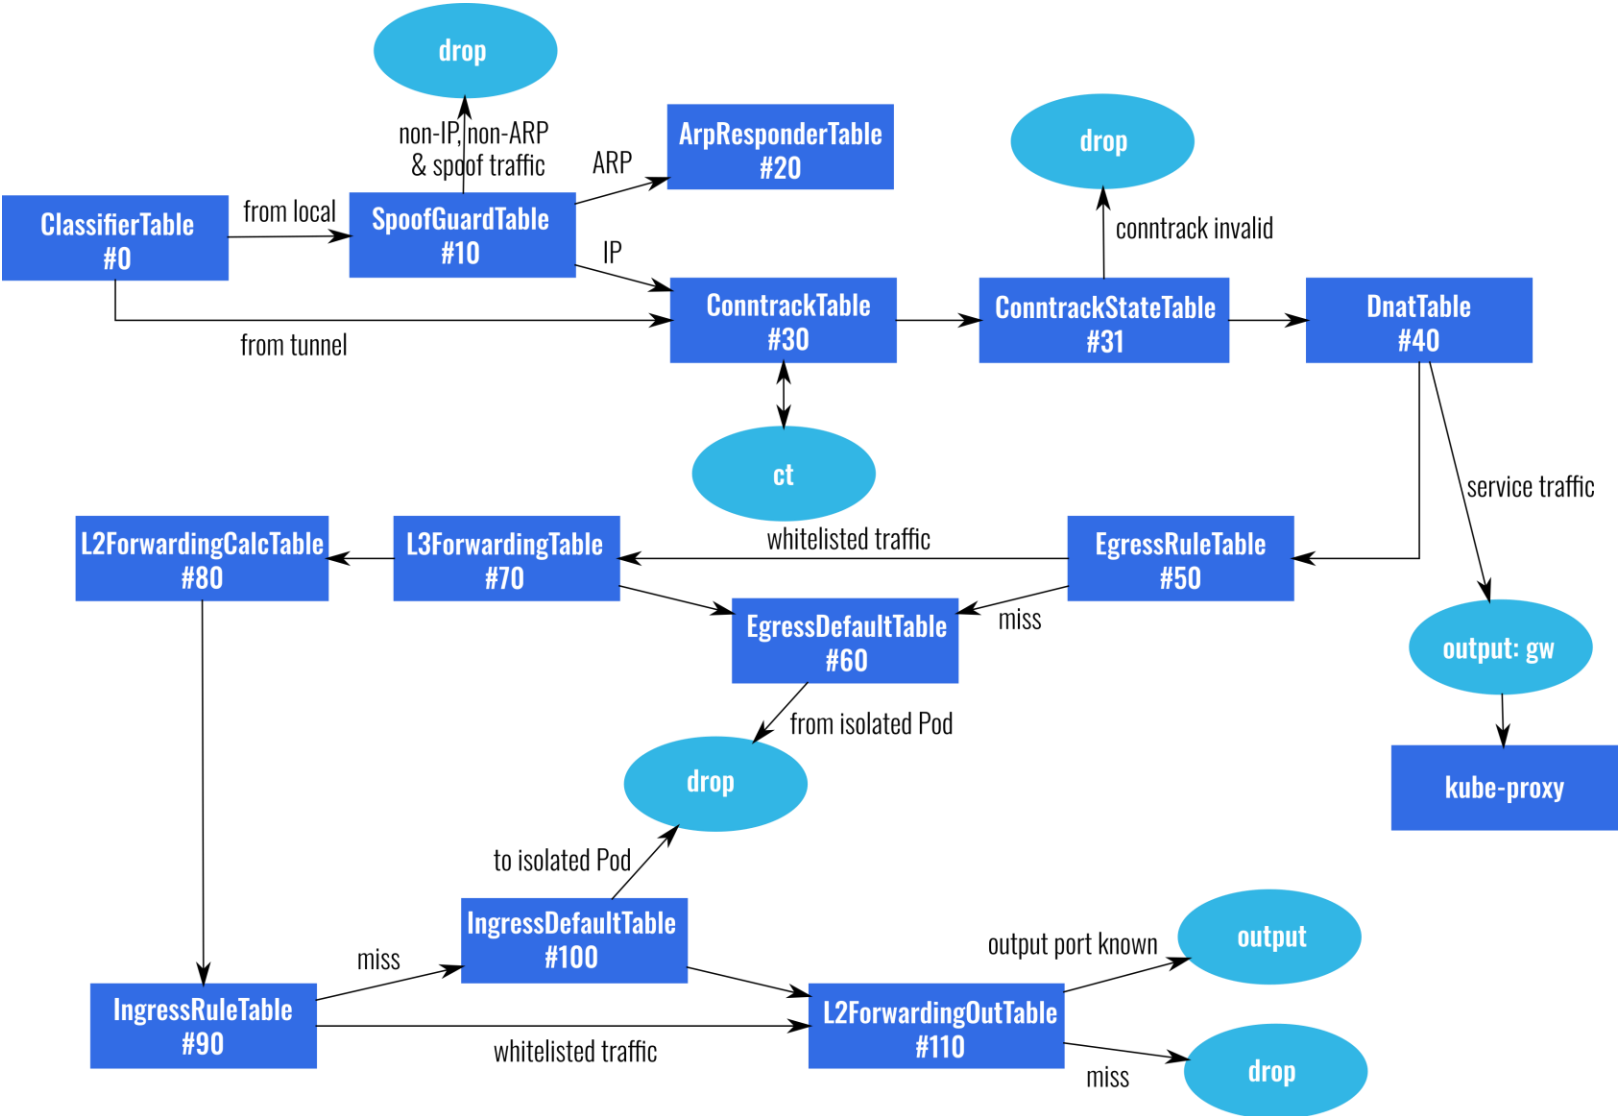 drop
non-IP, non-ARP
& spoof traffic
ARP
ArpResponderTable
#20
drop
ClassifierTable
#0
from local
SpoofGuardTable
#10
IP
conntrack invalid
from tunnel
ConntrackTable
#30
ConntrackStateTable
#31
DnatTable
#40
ct
service traffic
L2ForwardingCalcTable
#80
L3ForwardingTable
#70
whitelisted traffic
EgressRuleTable
#50
miss
EgressDefaultTable
#60
output: gw
from isolated Pod
drop
kube-proxy
to isolated Pod
IngressDefaultTable
#100
miss
output port known
output
IngressRuleTable
#90
whitelisted traffic
L2ForwardingOutTable
#110
miss
drop